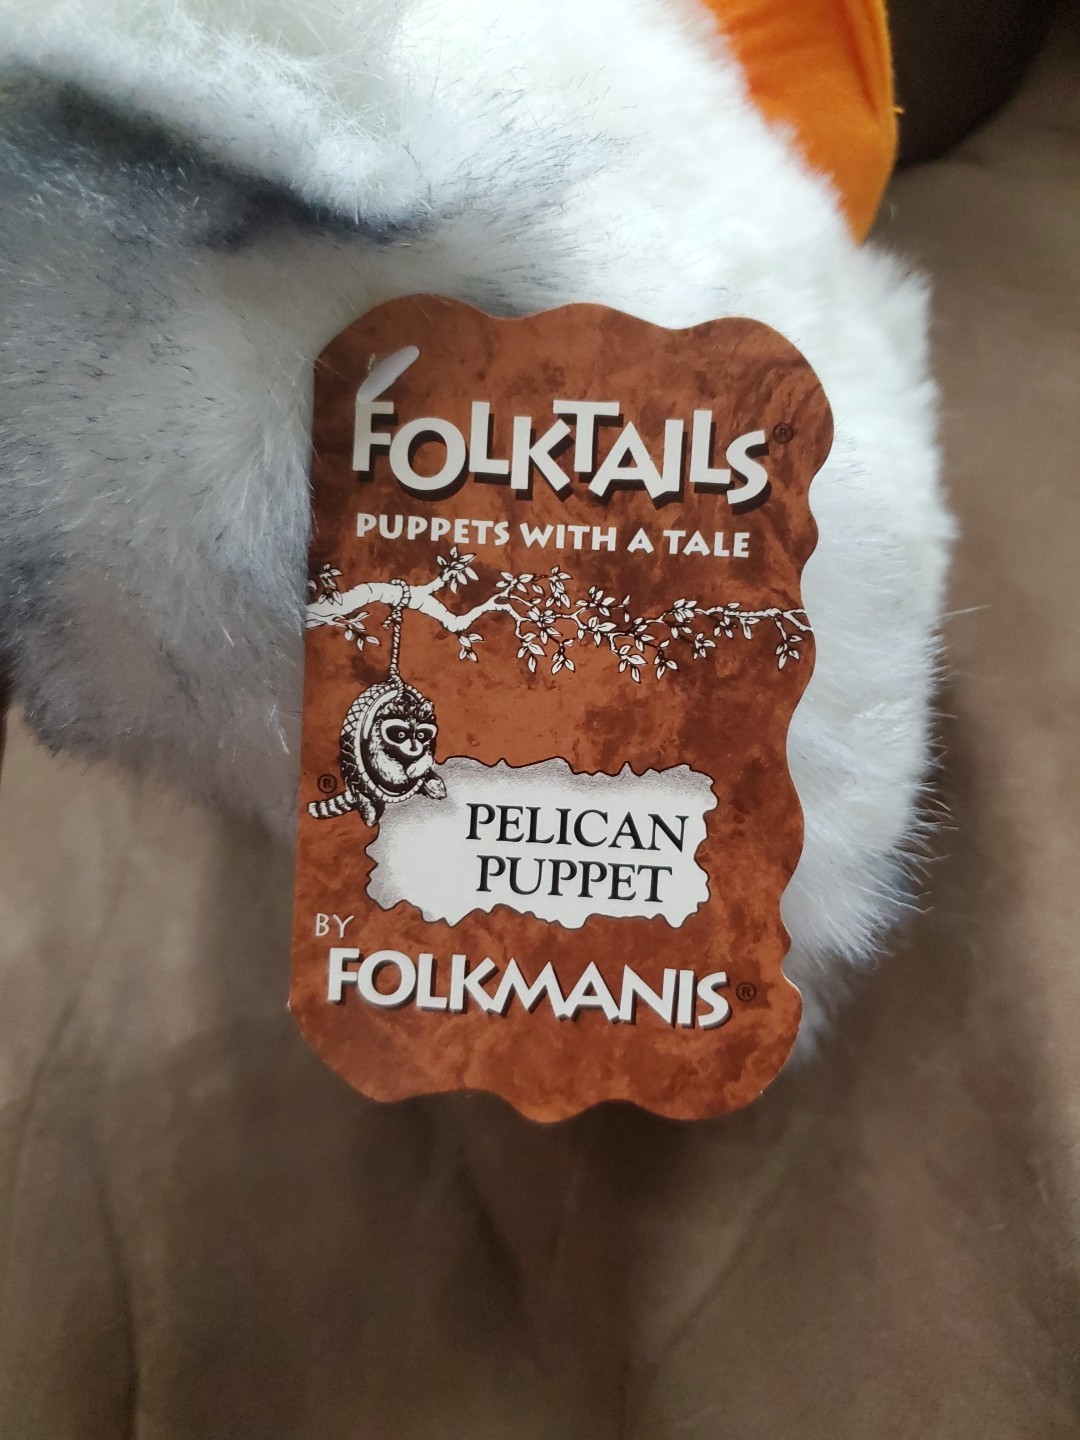 FOLKTAILS®
PUPPETS WITH A TALE
®
PELICAN
PUPPET
BY
FOLKMANIS®